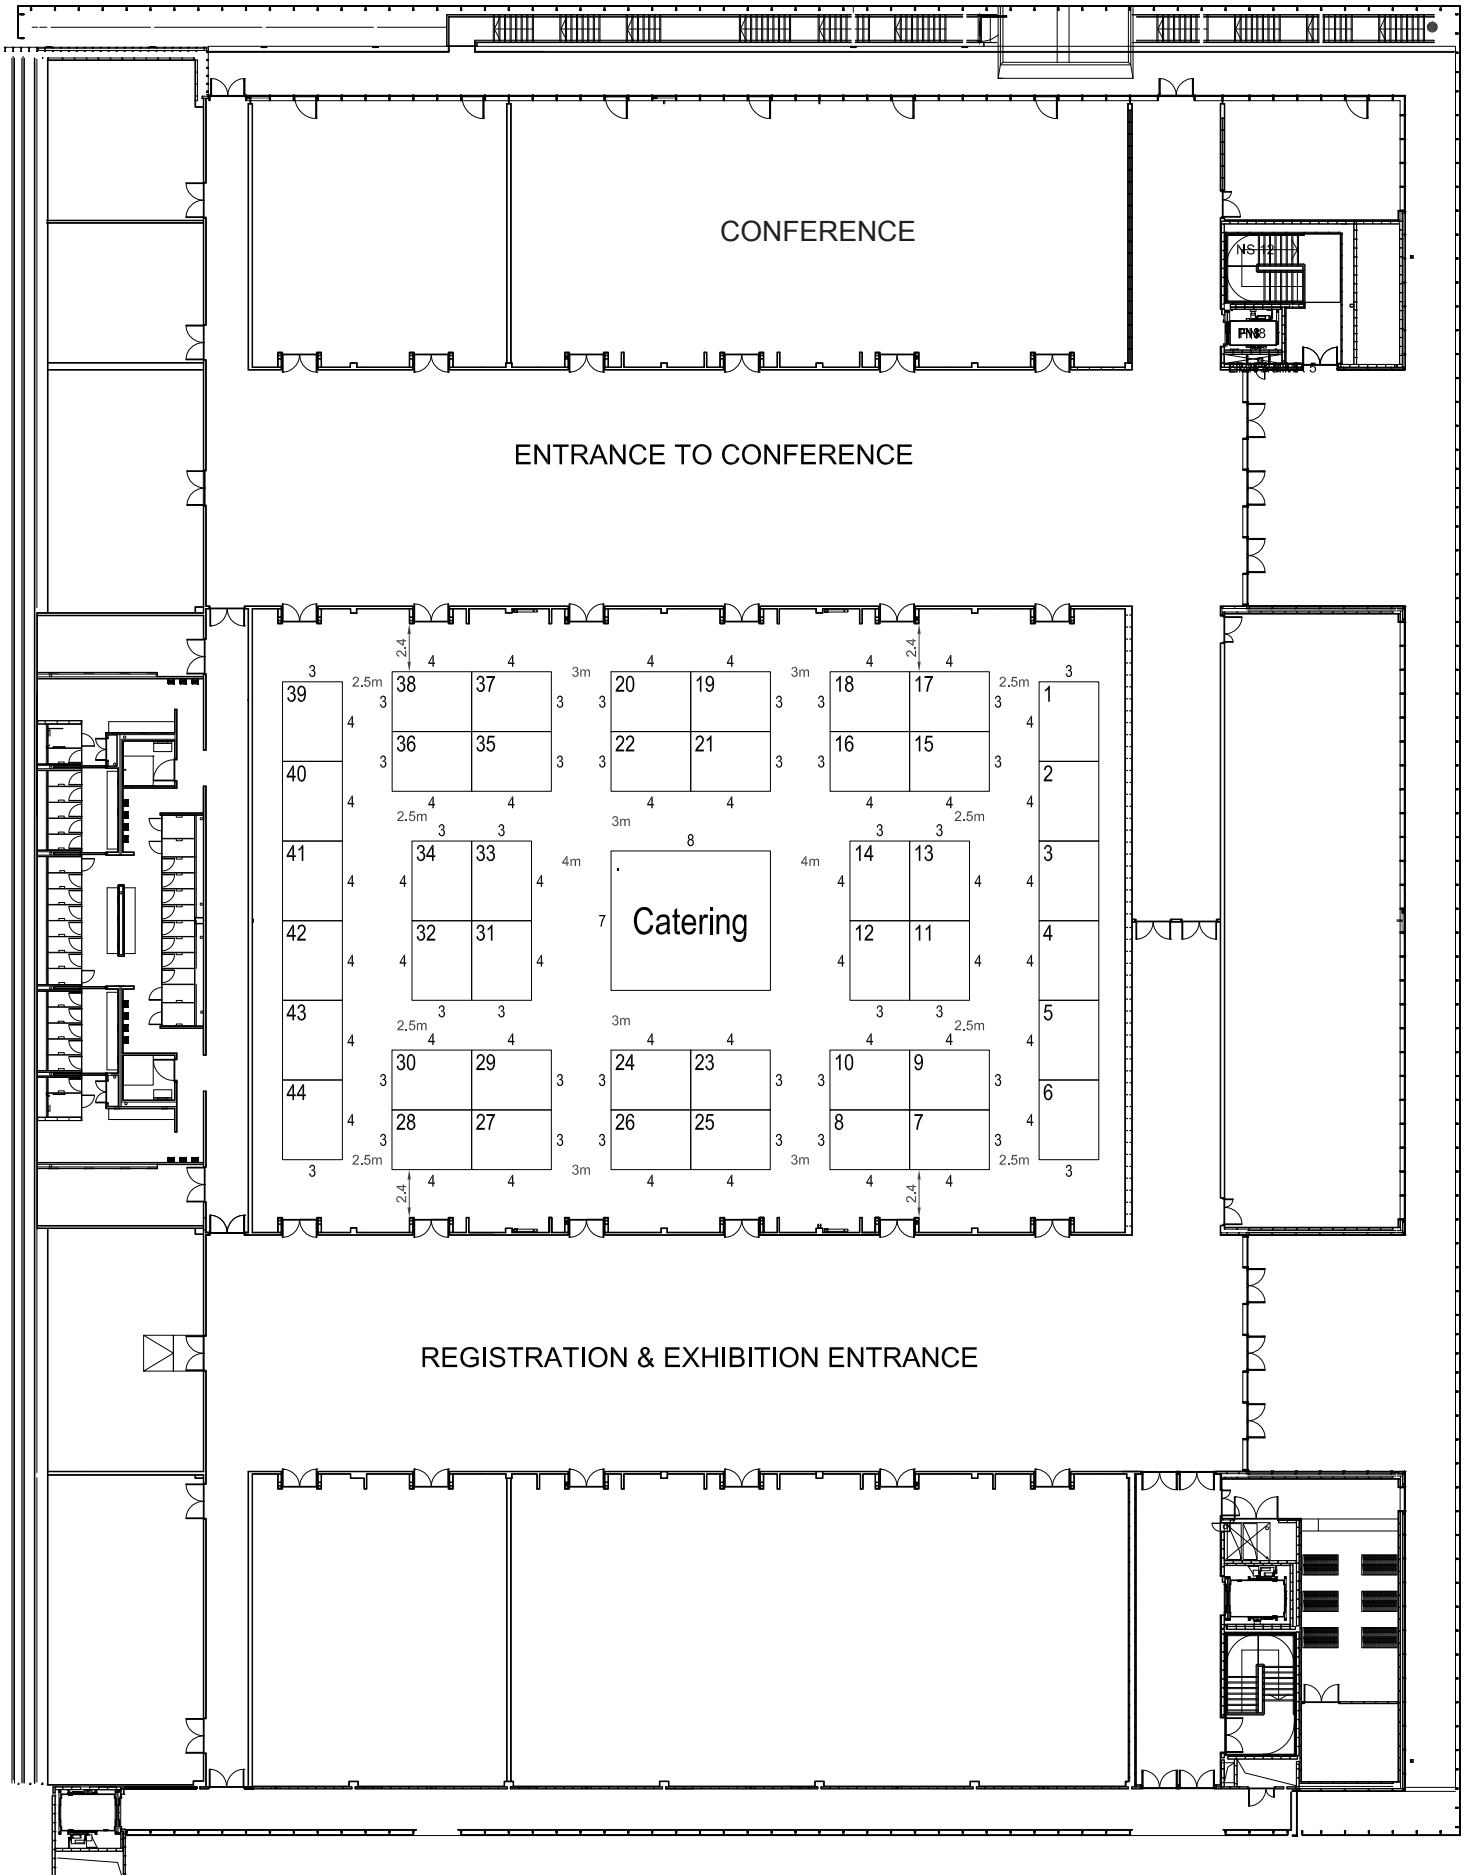 CONFERENCE
NS 12
ENTRANCE TO CONFERENCE
2.4 2.4
3 4 4 4 4 4 4 3
2.5m 3m 3m 2.5m
39 38 37 20 19 18 17 1
3 3 3 3 3 3
4 4
36 35 22 21 16 15
3 3 3 3 3 3
40 2
4 4 4 4 4 4 4 4
2.5m 3m 2.5m
3 3 3 3
8
41 34 33 14 13 3
4m 4m
4 4 4 4 4 4
7 Catering
42 32 31 12 11 4
4 4 4 4 4 4
43 5
3 3 3 3
2.5m 3m 2.5m
4 4 4 4 4 4 4 4
30 29 24 23 10 9
3 3 3 3 3 3
44 6
28 27 26 25 8 7
4 4
3 3 3 3 3 3
2.5m 3m 3m 2.5m
3 4 4 4 4 4 4 3
2.4 2.4
REGISTRATION & EXHIBITION ENTRANCE